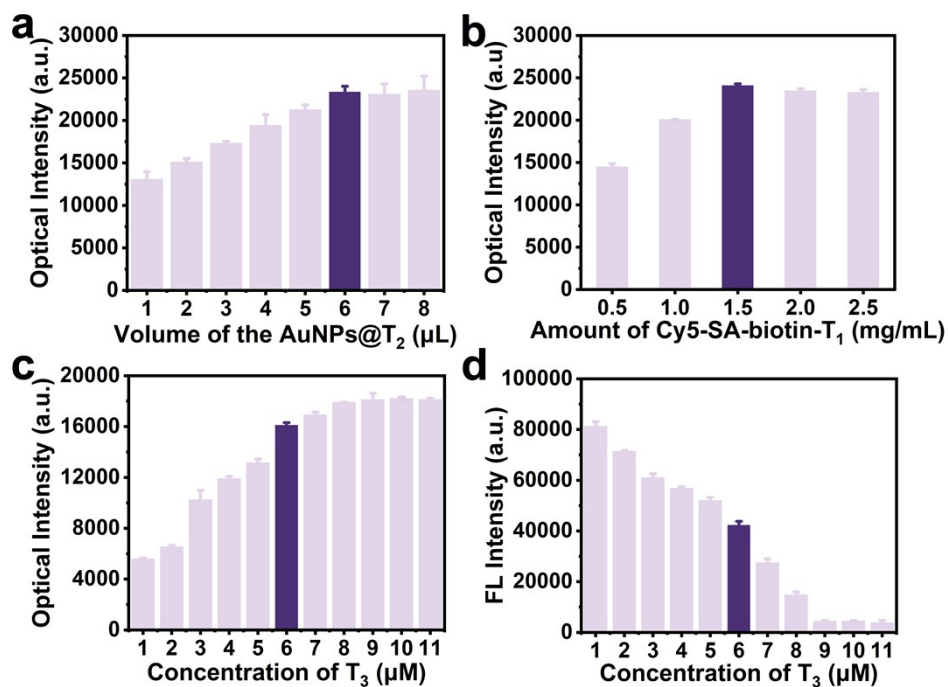 a
Optical Intensity (a.u.)
30000
25000
20000
15000
10000
5000
0
1 2 3 4 5 6 7 8
Volume of the AuNPs@T₂ (µL)
b
Optical Intensity (a.u)
30000
25000
20000
15000
10000
5000
0
0.5 1.0 1.5 2.0 2.5
Amount of Cy5-SA-biotin-T₁ (mg/mL)
c
Optical Intensity (a.u.)
20000
16000
12000
8000
4000
0
1 2 3 4 5 6 7 8 9 10 11
Concentration of T₃ (µM)
d
FL Intensity (a.u.)
100000
80000
60000
40000
20000
0
1 2 3 4 5 6 7 8 9 10 11
Concentration of T₃ (µM)